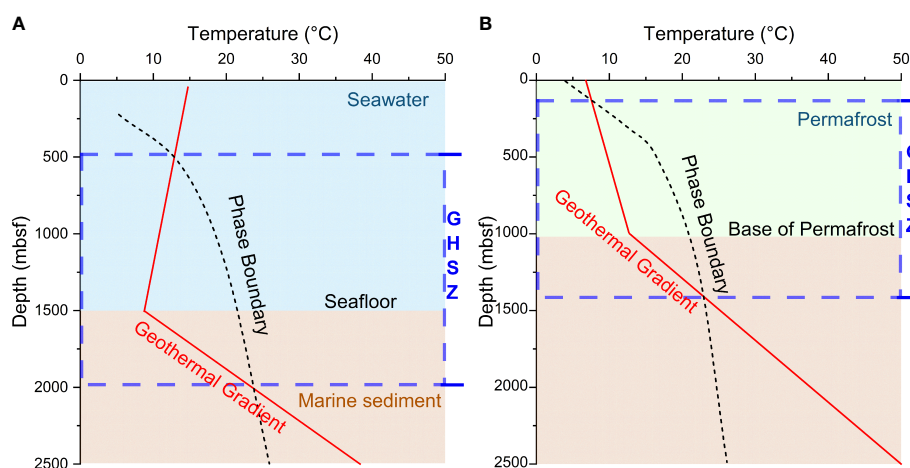 A
Temperature (°C)
0 10 20 30 40 50
Depth (mbsf)
0
500
1000
1500
2000
2500
Seawater
Phase Boundary
G
H
S
Z
Seafloor
Geothermal Gradient
Marine sediment
B
Temperature (°C)
0 10 20 30 40 50
Depth (mbsf)
0
500
1000
1500
2000
2500
Permafrost
Phase Boundary
Geothermal Gradient
Base of Permafrost